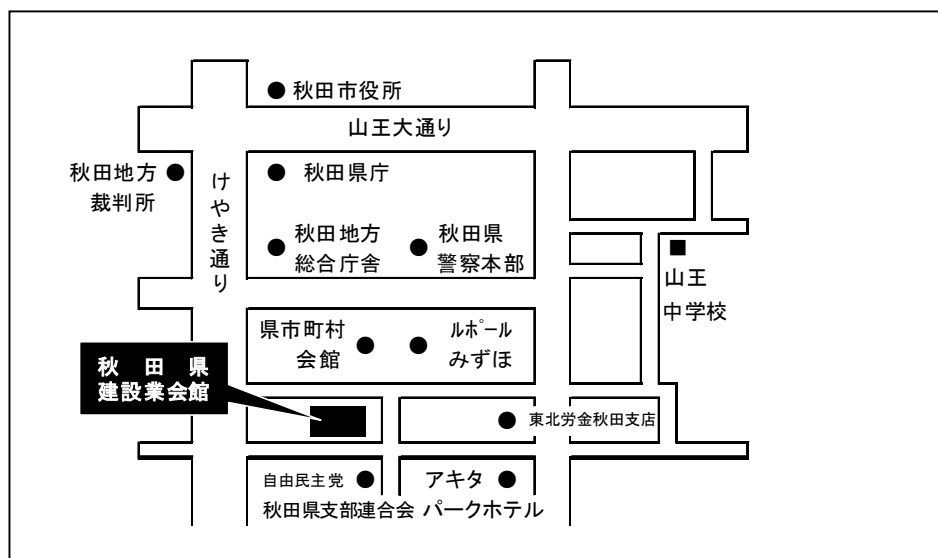 秋田市役所
山王大通り
秋田地方
裁判所
けやき通り
秋田県庁
秋田地方
総合庁舎
秋田県
警察本部
山王
中学校
県市町村
会館
ﾙﾎﾟｰﾙ
みずほ
秋田県
建設業会館
東北労金秋田支店
自由民主党
秋田県支部連合会
アキタ
パークホテル